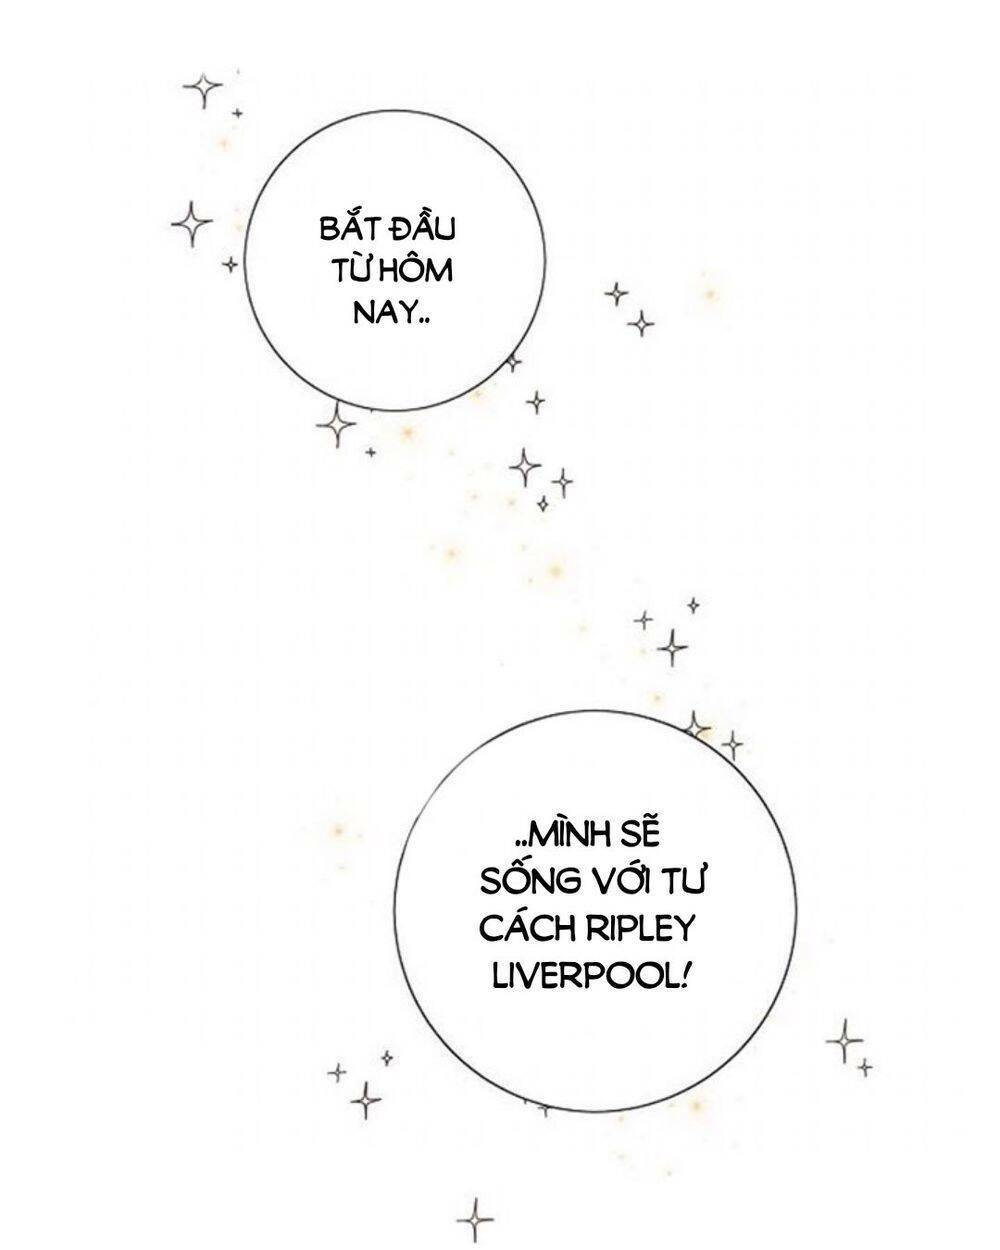 BẮT ĐẦU
TỪ HÔM
NAY..
..MÌNH SẼ
SỐNG VỚI TƯ
CÁCH RIPLEY
LIVERPOOL!